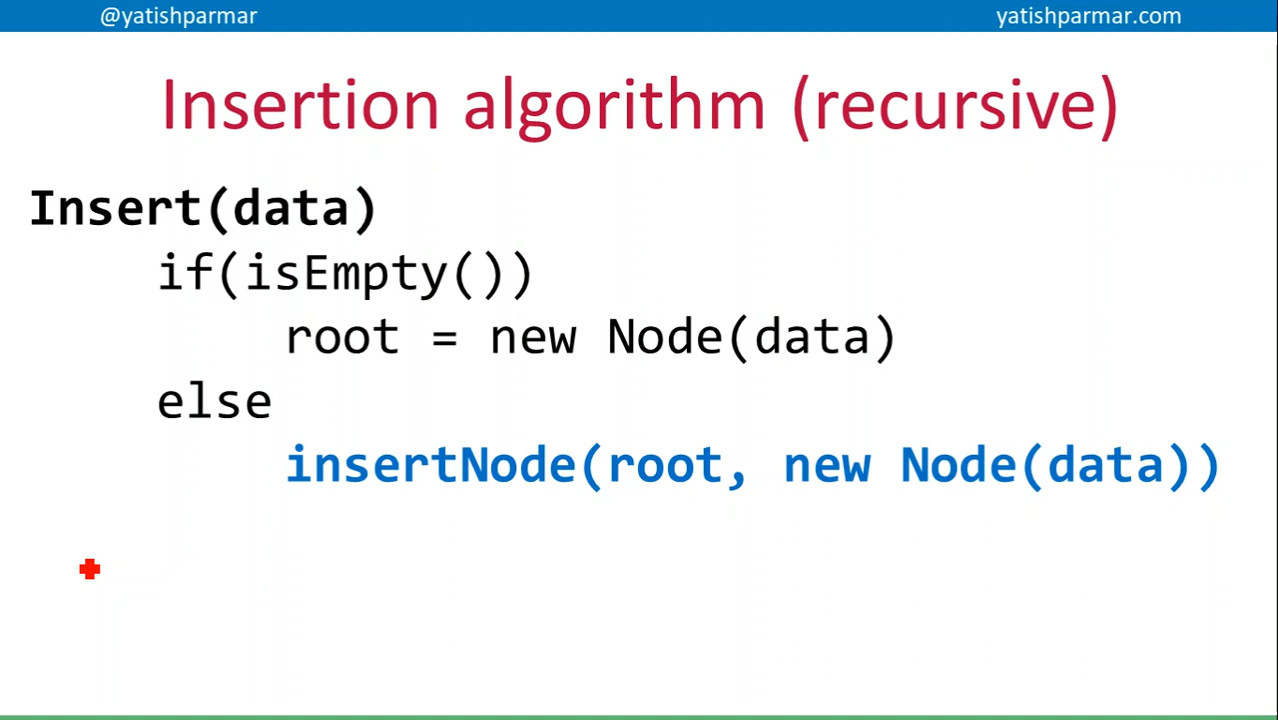 @yatishparmar
yatishparmar.com
Insertion algorithm (recursive)
Insert(data)
if(isEmpty())
root = new Node(data)
else
insertNode(root, new Node(data))